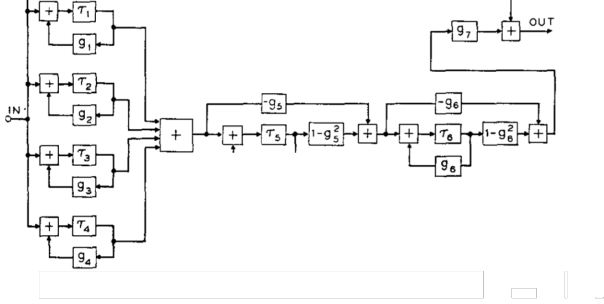 + τ₁
g₁
g₇ + OUT
+ τ₂
g₂
-g₅ -g₆
IN
+ + τ₅ 1-g₅² + + τ₆ 1-g₆² +
+ τ₃
g₃
g₆
+ τ₄
g₄